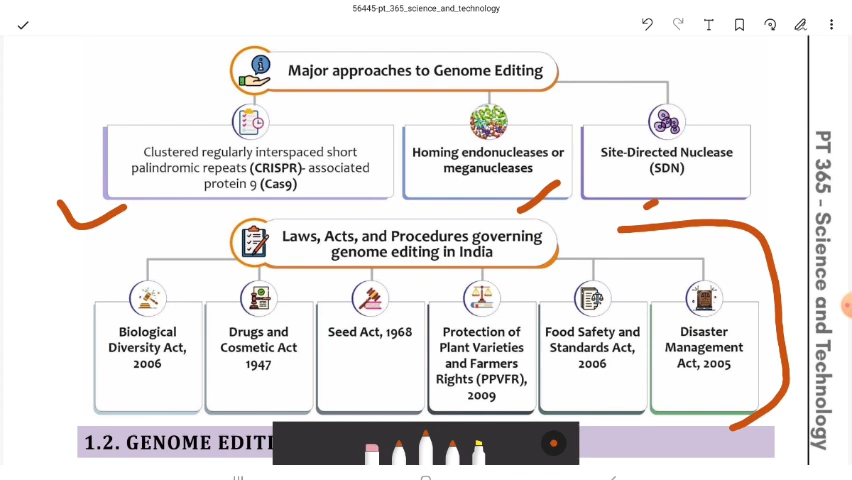 56445-pt_365_science_and_technology
Major approaches to Genome Editing
Clustered regularly interspaced short
palindromic repeats (CRISPR)- associated
protein 9 (Cas9)
Homing endonucleases or
meganucleases
Site-Directed Nuclease
(SDN)
Laws, Acts, and Procedures governing
genome editing in India
Biological
Diversity Act,
2006
Drugs and
Cosmetic Act
1947
Seed Act, 1968
Protection of
Plant Varieties
and Farmers
Rights (PPVFR),
2009
Food Safety and
Standards Act,
2006
Disaster
Management
Act, 2005
PT 365 - Science and Technology
1.2. GENOME EDITI